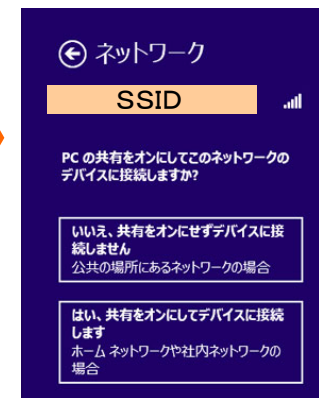 ネットワーク
SSID
PC の共有をオンにしてこのネットワークの
デバイスに接続しますか?
いいえ、共有をオンにせずデバイスに接
続しません
公共の場所にあるネットワークの場合
はい、共有をオンにしてデバイスに接続
します
ホーム ネットワークや社内ネットワークの
場合